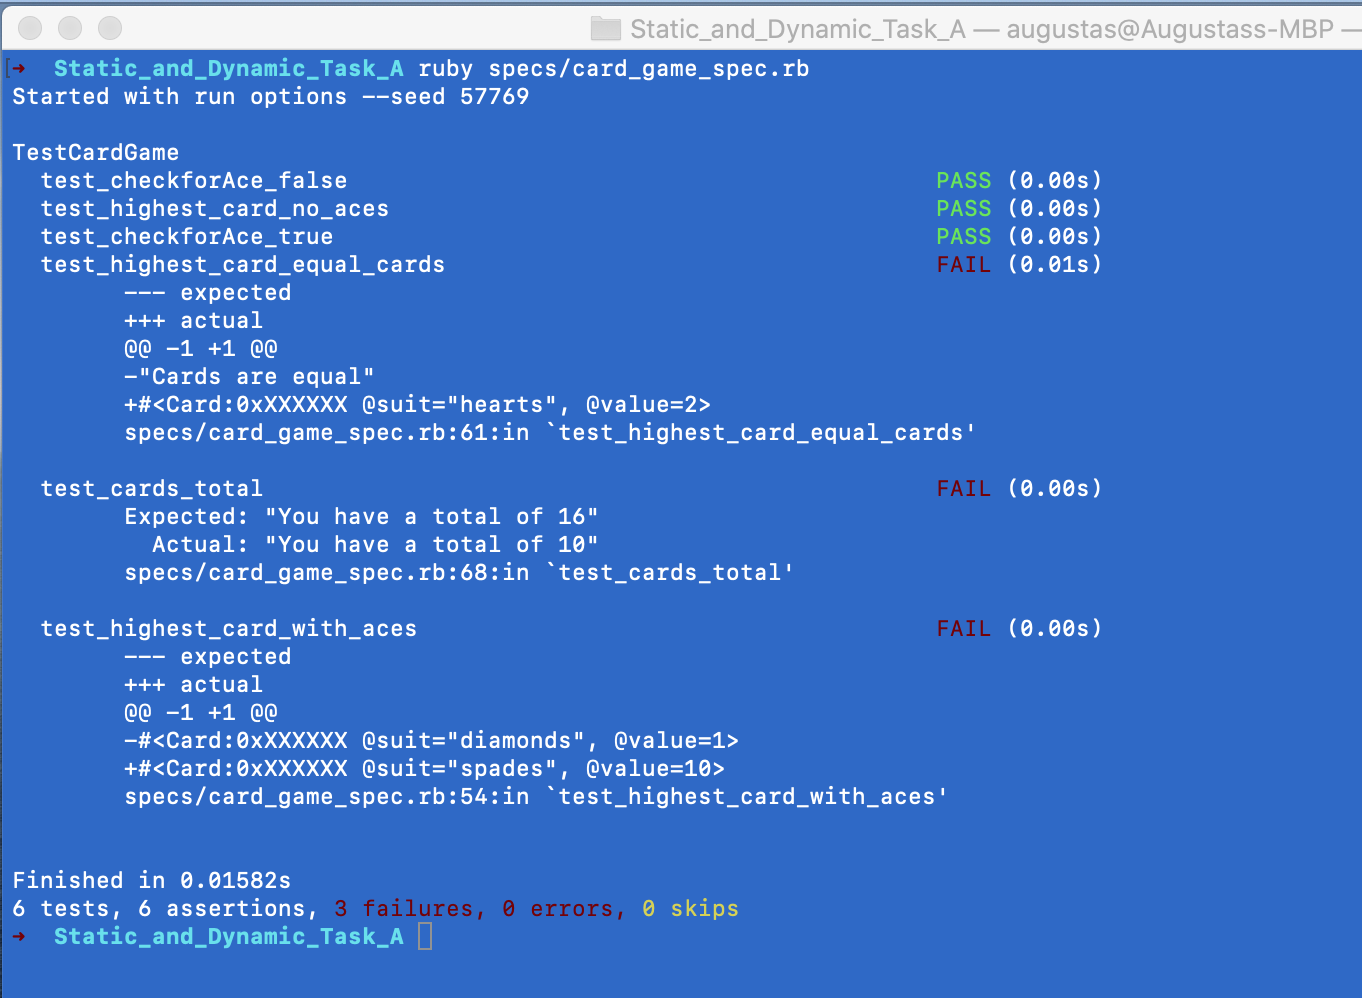 Static_and_Dynamic_Task_A — augustas@Augustass-MBP —
[➜ Static_and_Dynamic_Task_A ruby specs/card_game_spec.rb
Started with run options --seed 57769
TestCardGame
test_checkforAce_false PASS (0.00s)
test_highest_card_no_aces PASS (0.00s)
test_checkforAce_true PASS (0.00s)
test_highest_card_equal_cards FAIL (0.01s)
--- expected
+++ actual
@@ -1 +1 @@
-"Cards are equal"
+#<Card:0xXXXXXX @suit="hearts", @value=2>
specs/card_game_spec.rb:61:in `test_highest_card_equal_cards'
test_cards_total FAIL (0.00s)
Expected: "You have a total of 16"
Actual: "You have a total of 10"
specs/card_game_spec.rb:68:in `test_cards_total'
test_highest_card_with_aces FAIL (0.00s)
--- expected
+++ actual
@@ -1 +1 @@
-#<Card:0xXXXXXX @suit="diamonds", @value=1>
+#<Card:0xXXXXXX @suit="spades", @value=10>
specs/card_game_spec.rb:54:in `test_highest_card_with_aces'
Finished in 0.01582s
6 tests, 6 assertions, 3 failures, 0 errors, 0 skips
➜ Static_and_Dynamic_Task_A